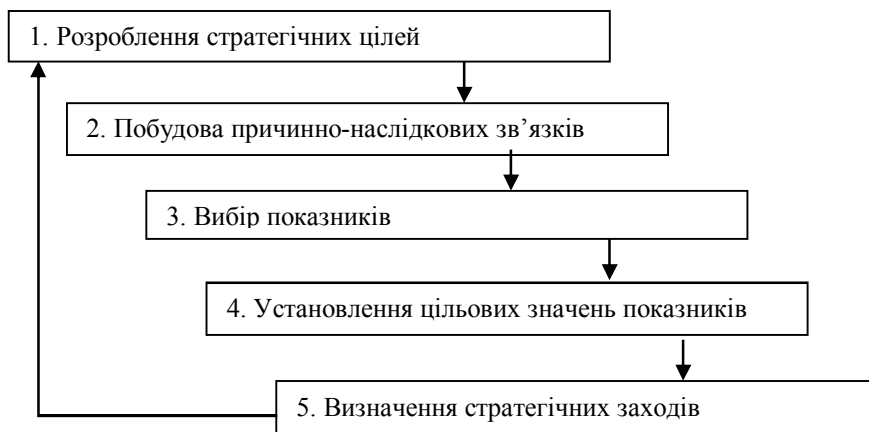 1. Розроблення стратегічних цілей
2. Побудова причинно-наслідкових зв’язків
3. Вибір показників
4. Установлення цільових значень показників
5. Визначення стратегічних заходів